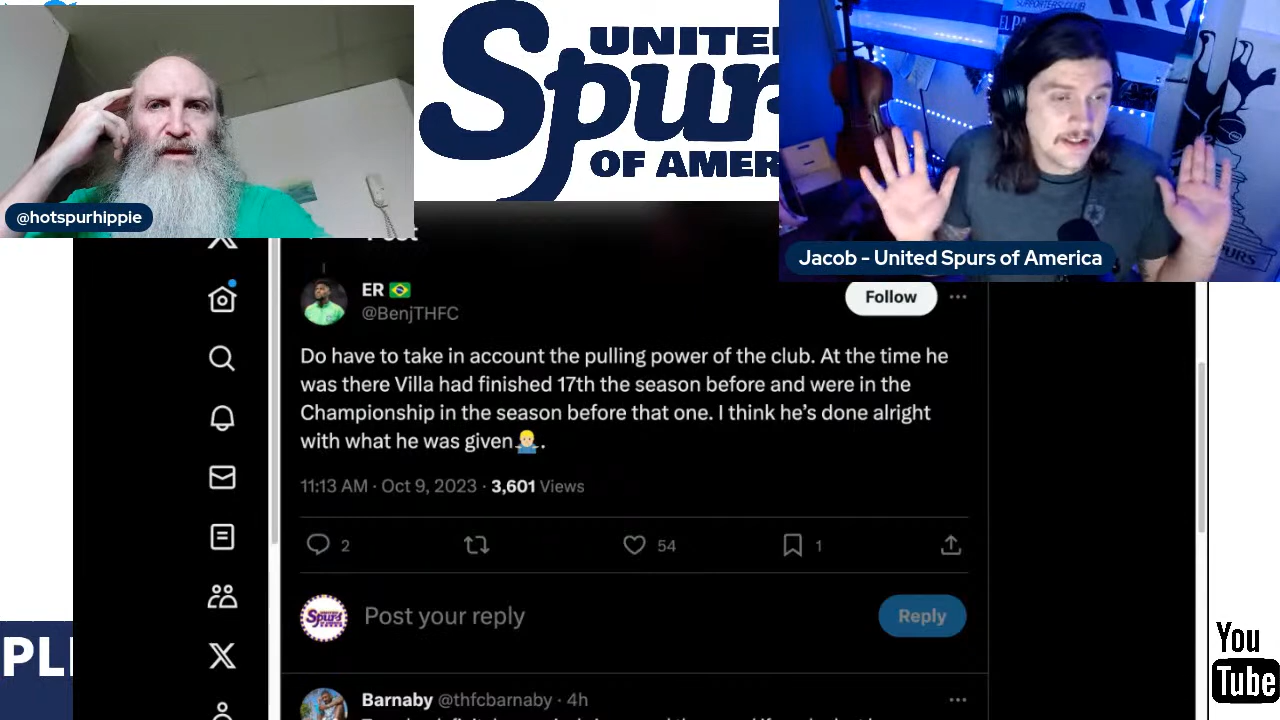 UNITE
Spur
OF AMER
@hotspurhippie
Jacob - United Spurs of America
ER
@BenjTHFC
Follow
Do have to take in account the pulling power of the club. At the time he
was there Villa had finished 17th the season before and were in the
Championship in the season before that one. I think he’s done alright
with what he was given🤷🏼‍♂️.
11:13 AM · Oct 9, 2023 · 3,601 Views
2
54
1
Spurs
Post your reply
Reply
Barnaby @thfcbarnaby · 4h
PL
You
Tube